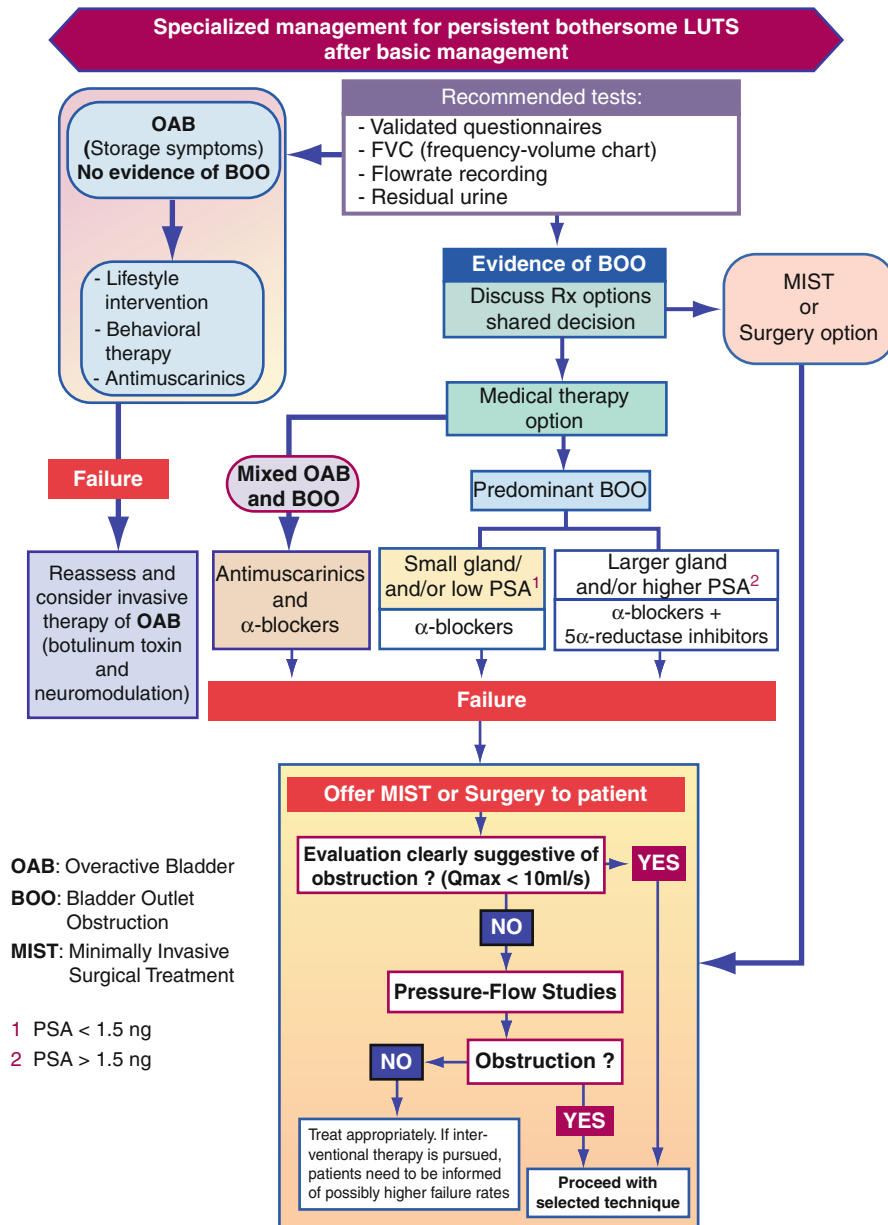 Specialized management for persistent bothersome LUTS
after basic management
Recommended tests:
- Validated questionnaires
- FVC (frequency-volume chart)
- Flowrate recording
- Residual urine
OAB
(Storage symptoms)
No evidence of BOO
- Lifestyle
intervention
- Behavioral
therapy
- Antimuscarinics
Evidence of BOO
Discuss Rx options
shared decision
MIST
or
Surgery option
Medical therapy
option
Failure
Mixed OAB
and BOO
Predominant BOO
Reassess and
consider invasive
therapy of OAB
(botulinum toxin
and
neuromodulation)
Antimuscarinics
and
α-blockers
Small gland/
and/or low PSA1
α-blockers
Larger gland
and/or higher PSA2
α-blockers +
5α-reductase inhibitors
Failure
Offer MIST or Surgery to patient
Evaluation clearly suggestive of
obstruction ? (Qmax < 10ml/s)
YES
NO
Pressure-Flow Studies
Obstruction ?
NO
YES
Treat appropriately. If inter-
ventional therapy is pursued,
patients need to be informed
of possibly higher failure rates
Proceed with
selected technique
OAB: Overactive Bladder
BOO: Bladder Outlet
Obstruction
MIST: Minimally Invasive
Surgical Treatment
1 PSA < 1.5 ng
2 PSA > 1.5 ng